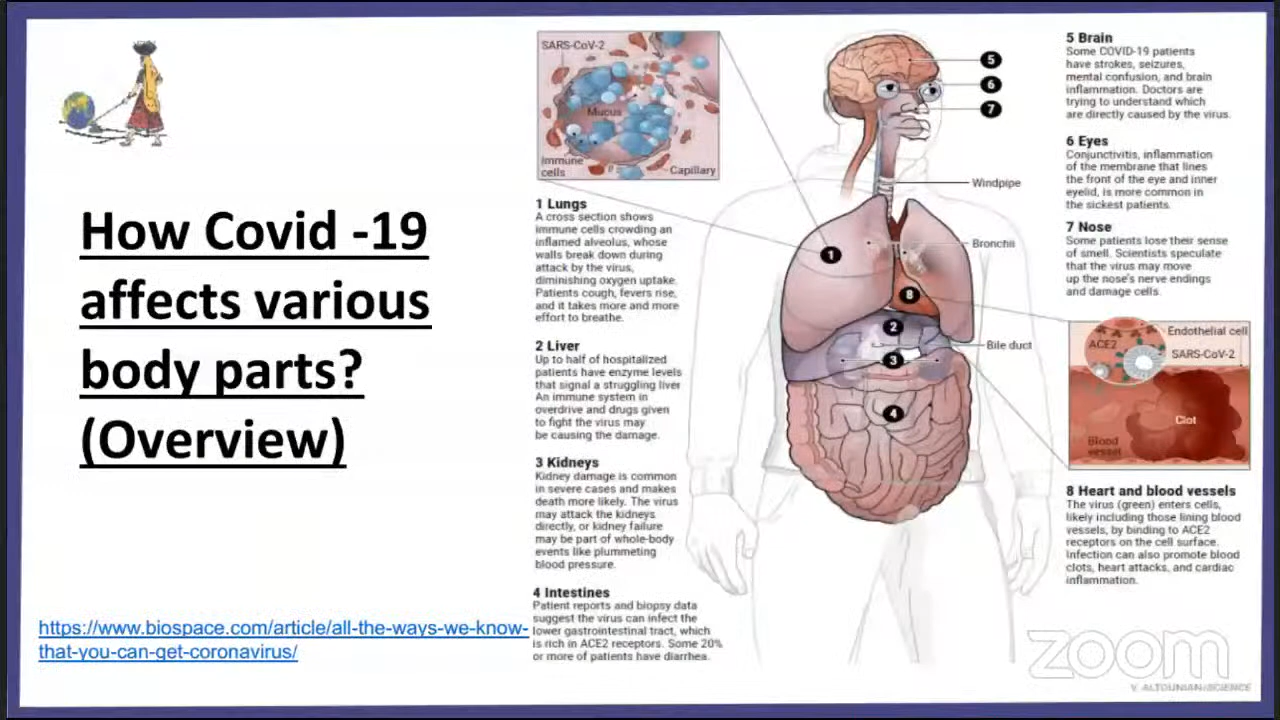 How Covid -19
affects various
body parts?
(Overview)
https://www.biospace.com/article/all-the-ways-we-know-
that-you-can-get-coronavirus/
SARS-CoV-2
Mucus
Immune
cells
Capillary
1 Lungs
A cross section shows
immune cells crowding an
inflamed alveolus, whose
walls break down during
attack by the virus,
diminishing oxygen uptake.
Patients cough, fevers rise,
and it takes more and more
effort to breathe.
2 Liver
Up to half of hospitalized
patients have enzyme levels
that signal a struggling liver
An immune system in
overdrive and drugs given
to fight the virus may
be causing the damage.
3 Kidneys
Kidney damage is common
in severe cases and makes
death more likely. The virus
may attack the kidneys
directly, or kidney failure
may be part of whole-body
events like plummeting
blood pressure.
4 Intestines
Patient reports and biopsy data
suggest the virus can infect the
lower gastrointestinal tract, which
is rich in ACE2 receptors. Some 20%
or more of patients have diarrhea.
5
6
7
Windpipe
Bronchii
1
8
2
Bile duct
3
4
5 Brain
Some COVID-19 patients
have strokes, seizures,
mental confusion, and brain
inflammation. Doctors are
trying to understand which
are directly caused by the virus.
6 Eyes
Conjunctivitis, inflammation
of the membrane that lines
the front of the eye and inner
eyelid, is more common in
the sickest patients.
7 Nose
Some patients lose their sense
of smell. Scientists speculate
that the virus may move
up the nose's nerve endings
and damage cells.
Endothelial cell
ACE2
SARS-CoV-2
Clot
Blood
vessel
8 Heart and blood vessels
The virus (green) enters cells,
likely including those lining blood
vessels, by binding to ACE2
receptors on the cell surface.
Infection can also promote blood
clots, heart attacks, and cardiac
inflammation.
zoom
V. ALTOUNIAN/SCIENCE